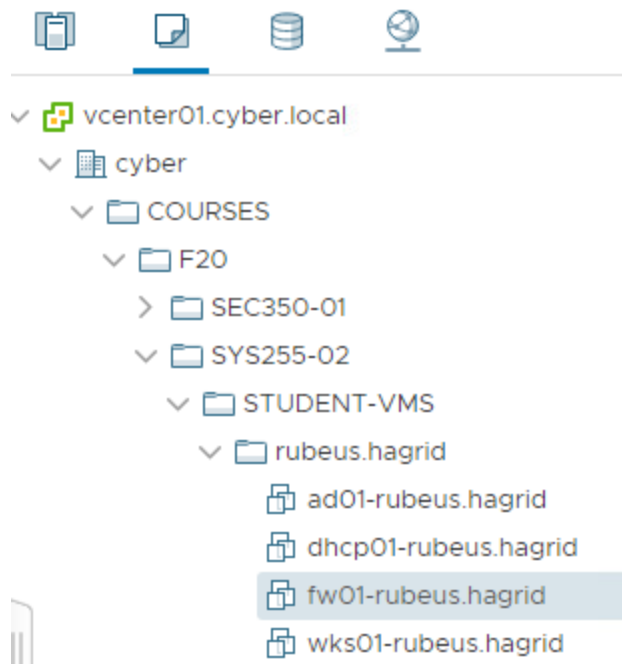 vcenter01.cyber.local
cyber
COURSES
F20
SEC350-01
SYS255-02
STUDENT-VMS
rubeus.hagrid
ad01-rubeus.hagrid
dhcp01-rubeus.hagrid
fw01-rubeus.hagrid
wks01-rubeus.hagrid